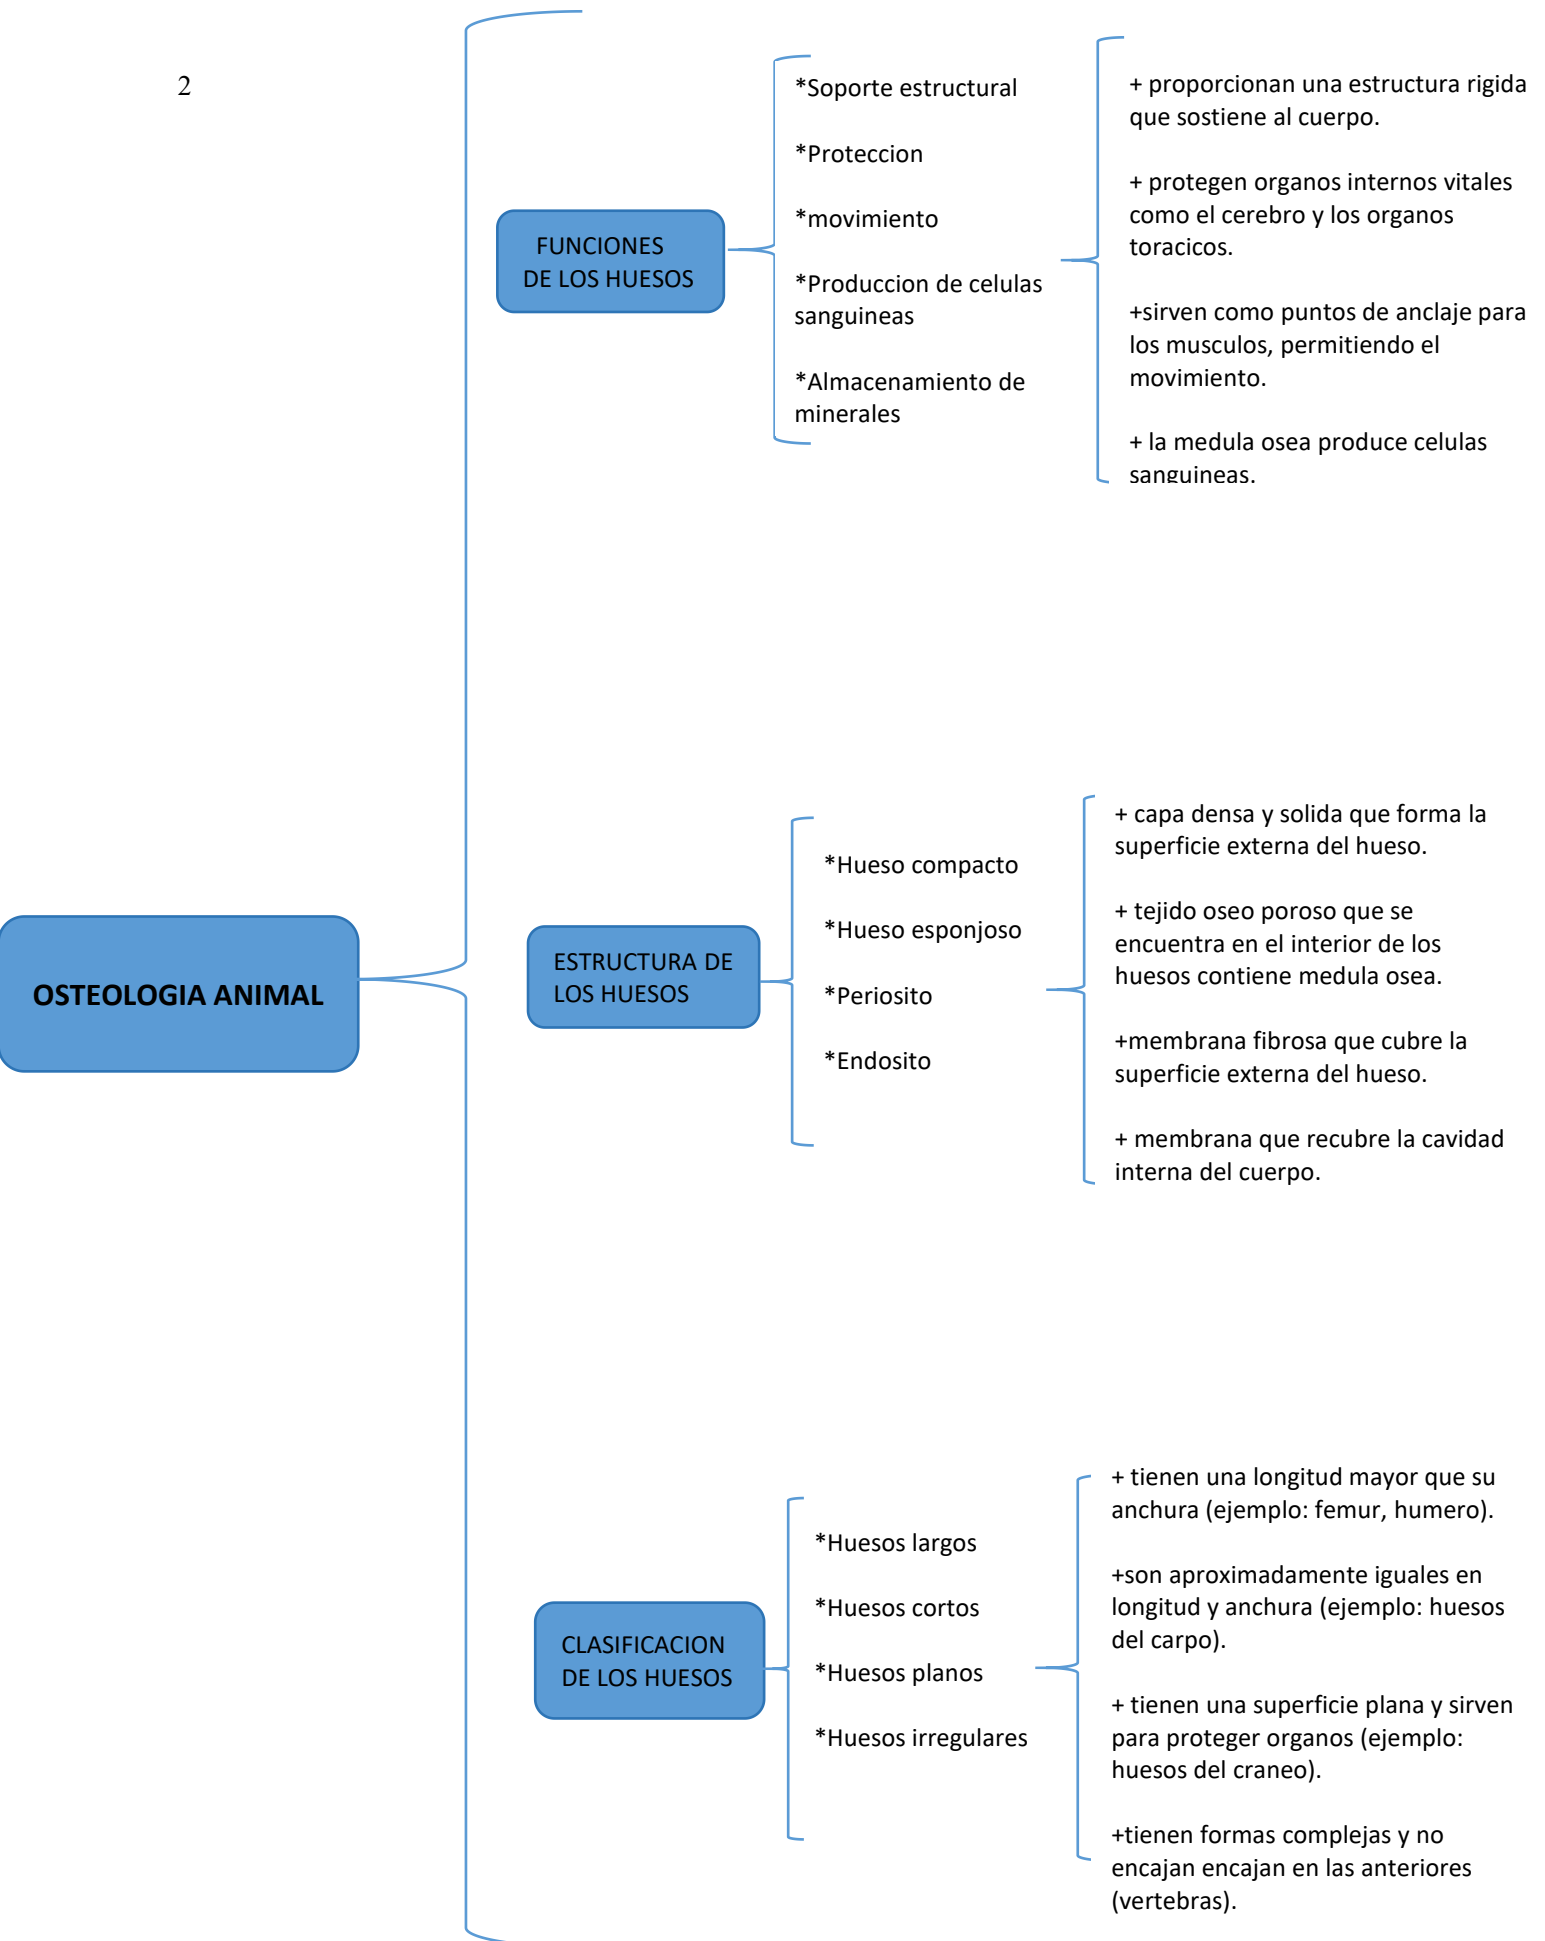 2
OSTEOLOGIA ANIMAL
FUNCIONES
DE LOS HUESOS
*Soporte estructural
*Proteccion
*movimiento
*Produccion de celulas
sanguineas
*Almacenamiento de
minerales
+ proporcionan una estructura rigida
que sostiene al cuerpo.
+ protegen organos internos vitales
como el cerebro y los organos
toracicos.
+sirven como puntos de anclaje para
los musculos, permitiendo el
movimiento.
+ la medula osea produce celulas
sanguineas.
ESTRUCTURA DE
LOS HUESOS
*Hueso compacto
*Hueso esponjoso
*Periosito
*Endosito
+ capa densa y solida que forma la
superficie externa del hueso.
+ tejido oseo poroso que se
encuentra en el interior de los
huesos contiene medula osea.
+membrana fibrosa que cubre la
superficie externa del hueso.
+ membrana que recubre la cavidad
interna del cuerpo.
CLASIFICACION
DE LOS HUESOS
*Huesos largos
*Huesos cortos
*Huesos planos
*Huesos irregulares
+ tienen una longitud mayor que su
anchura (ejemplo: femur, humero).
+son aproximadamente iguales en
longitud y anchura (ejemplo: huesos
del carpo).
+ tienen una superficie plana y sirven
para proteger organos (ejemplo:
huesos del craneo).
+tienen formas complejas y no
encajan encajan en las anteriores
(vertebras).